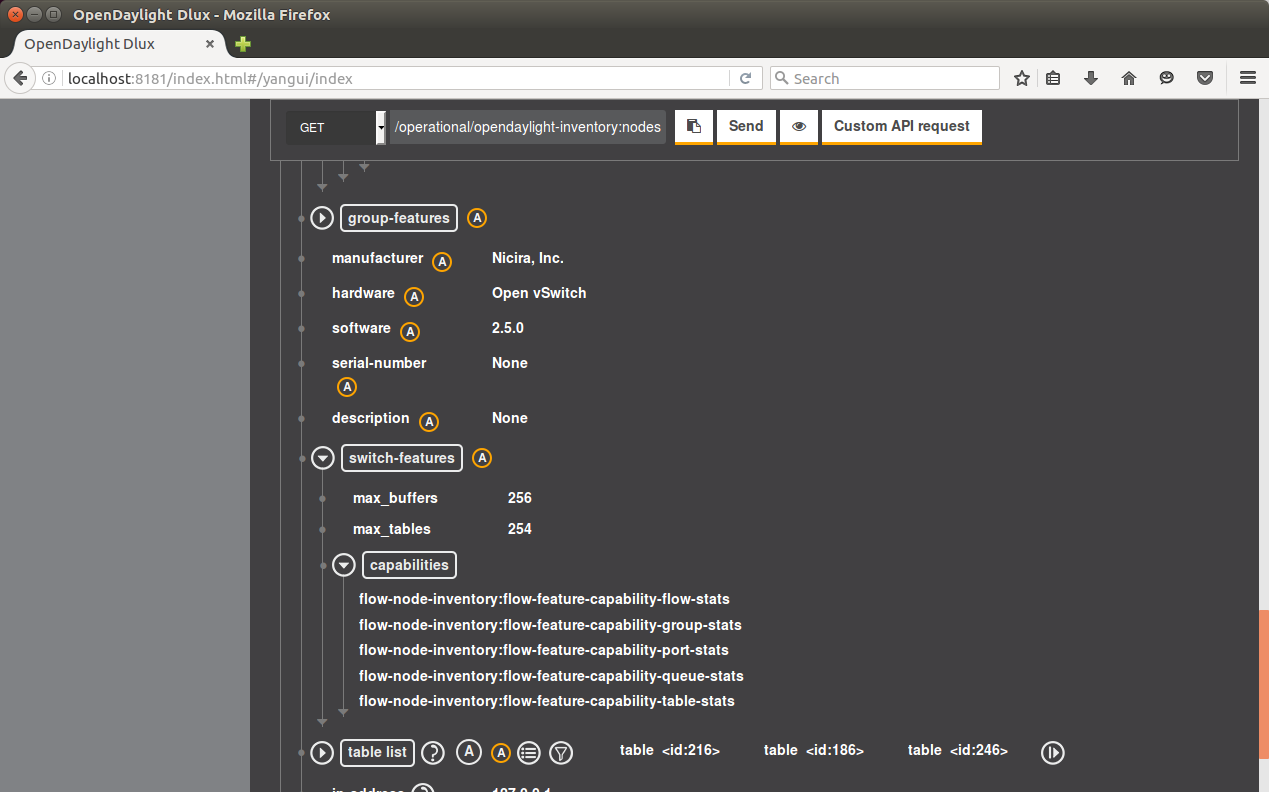 OpenDaylight Dlux - Mozilla Firefox
OpenDaylight Dlux
localhost:8181/index.html#/yangui/index
Search
GET /operational/opendaylight-inventory:nodes Send Custom API request
group-features A
manufacturer A Nicira, Inc.
hardware A Open vSwitch
software A 2.5.0
serial-number None
A
description A None
switch-features A
max_buffers 256
max_tables 254
capabilities
flow-node-inventory:flow-feature-capability-flow-stats
flow-node-inventory:flow-feature-capability-group-stats
flow-node-inventory:flow-feature-capability-port-stats
flow-node-inventory:flow-feature-capability-queue-stats
flow-node-inventory:flow-feature-capability-table-stats
table list ? A A table <id:216> table <id:186> table <id:246>